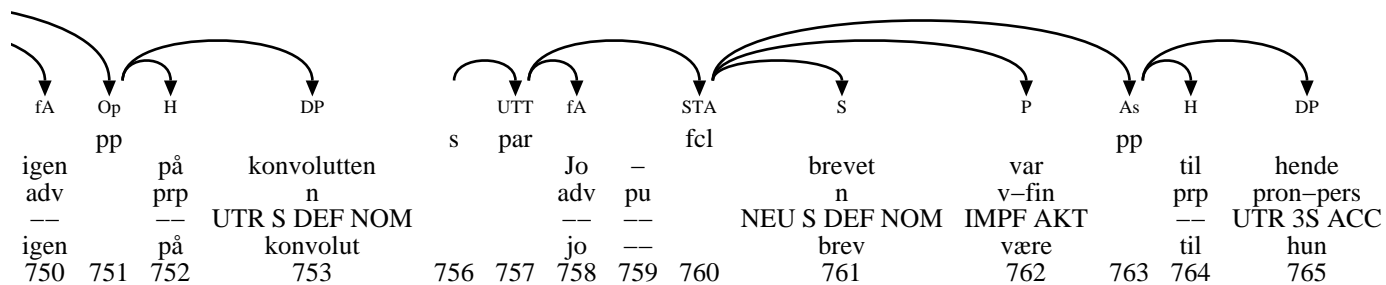 fA Op H DP UTT fA STA S P As H DP
pp s par fcl pp
igen på konvolutten Jo − brevet var til hende
adv prp n adv pu n v−fin prp pron−pers
−− −− UTR S DEF NOM −− −− NEU S DEF NOM IMPF AKT −− UTR 3S ACC
igen på konvolut jo −− brev være til hun
750 751 752 753 756 757 758 759 760 761 762 763 764 765